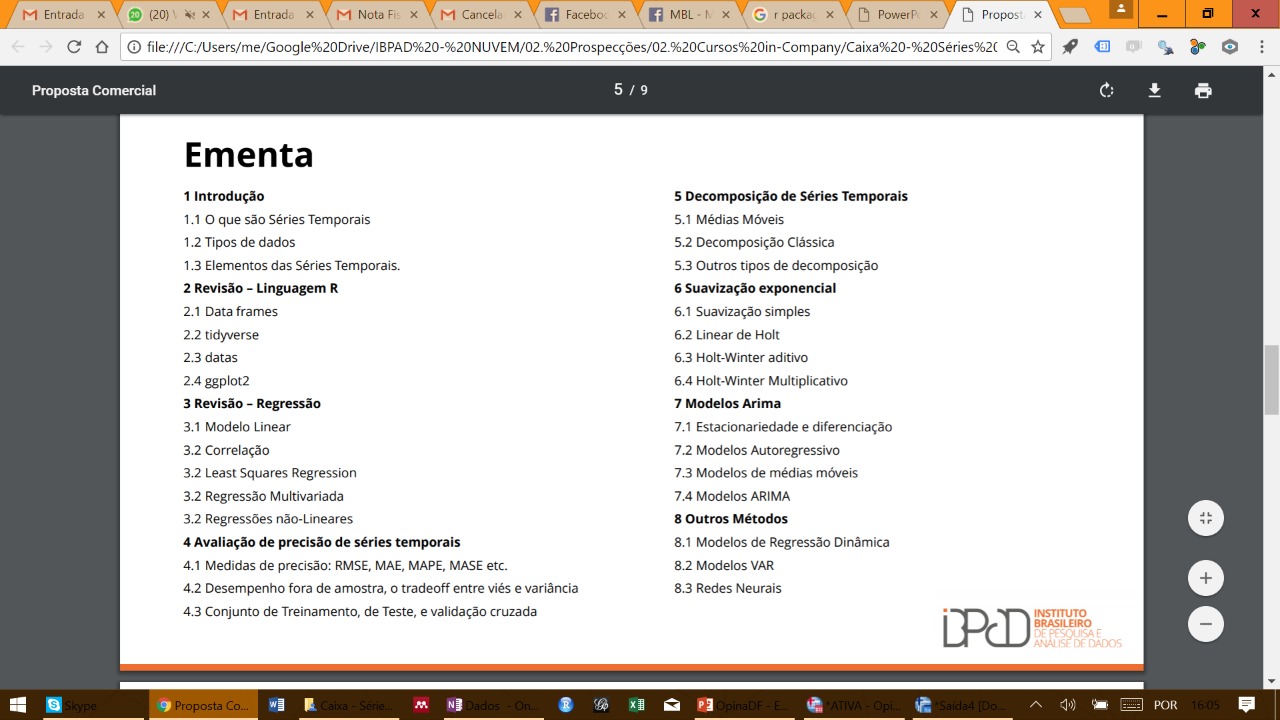 Entrada
(20)
Entrada
Nota Fis
Cancela
Facebo
MBL - M
r packag
PowerPo
Propost
file:///C:/Users/me/Google%20Drive/IBPAD%20-%20NUVEM/02.%20Prospecções/02.%20Cursos%20in-Company/Caixa%20-%20Séries%20
Proposta Comercial
5 / 9
Ementa
1 Introdução
1.1 O que são Séries Temporais
1.2 Tipos de dados
1.3 Elementos das Séries Temporais.
2 Revisão – Linguagem R
2.1 Data frames
2.2 tidyverse
2.3 datas
2.4 ggplot2
3 Revisão – Regressão
3.1 Modelo Linear
3.2 Correlação
3.2 Least Squares Regression
3.2 Regressão Multivariada
3.2 Regressões não-Lineares
4 Avaliação de precisão de séries temporais
4.1 Medidas de precisão: RMSE, MAE, MAPE, MASE etc.
4.2 Desempenho fora de amostra, o tradeoff entre viés e variância
4.3 Conjunto de Treinamento, de Teste, e validação cruzada
5 Decomposição de Séries Temporais
5.1 Médias Móveis
5.2 Decomposição Clássica
5.3 Outros tipos de decomposição
6 Suavização exponencial
6.1 Suavização simples
6.2 Linear de Holt
6.3 Holt-Winter aditivo
6.4 Holt-Winter Multiplicativo
7 Modelos Arima
7.1 Estacionariedade e diferenciação
7.2 Modelos Autoregressivo
7.3 Modelos de médias móveis
7.4 Modelos ARIMA
8 Outros Métodos
8.1 Modelos de Regressão Dinâmica
8.2 Modelos VAR
8.3 Redes Neurais
IBPAD
INSTITUTO
BRASILEIRO
DE PESQUISA E
ANÁLISE DE DADOS
Skype
Proposta Co...
Caixa - Série...
Dados - On...
OpinaDF - E...
*ATIVA - Opi...
*Saída4 [Do...
POR
16:05